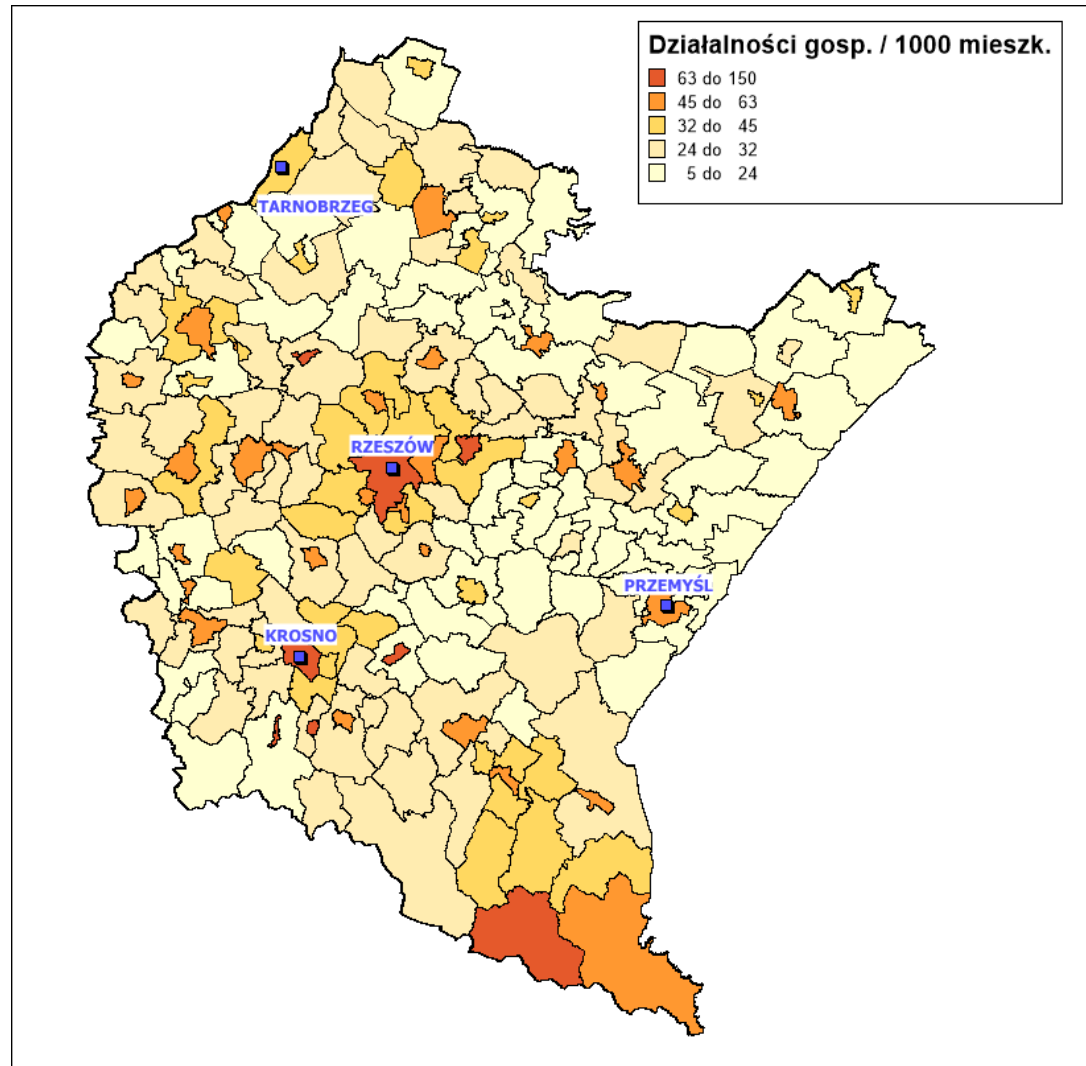 Działalności gosp. / 1000 mieszk.
63 do 150
45 do 63
32 do 45
24 do 32
5 do 24
TARNOBRZEG
RZESZÓW
PRZEMYŚL
KROSNO